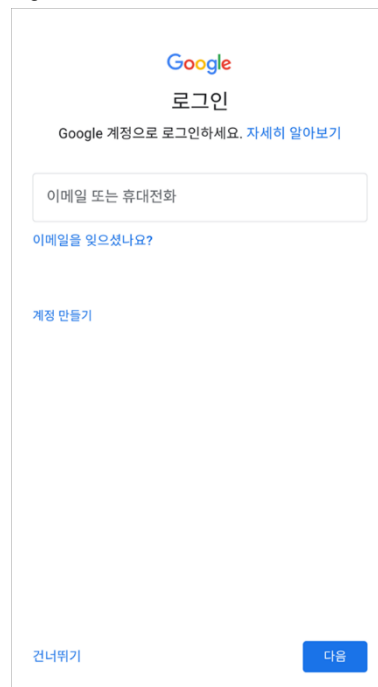 Google
로그인
Google 계정으로 로그인하세요. 자세히 알아보기
이메일 또는 휴대전화
이메일을 잊으셨나요?
계정 만들기
건너뛰기
다음